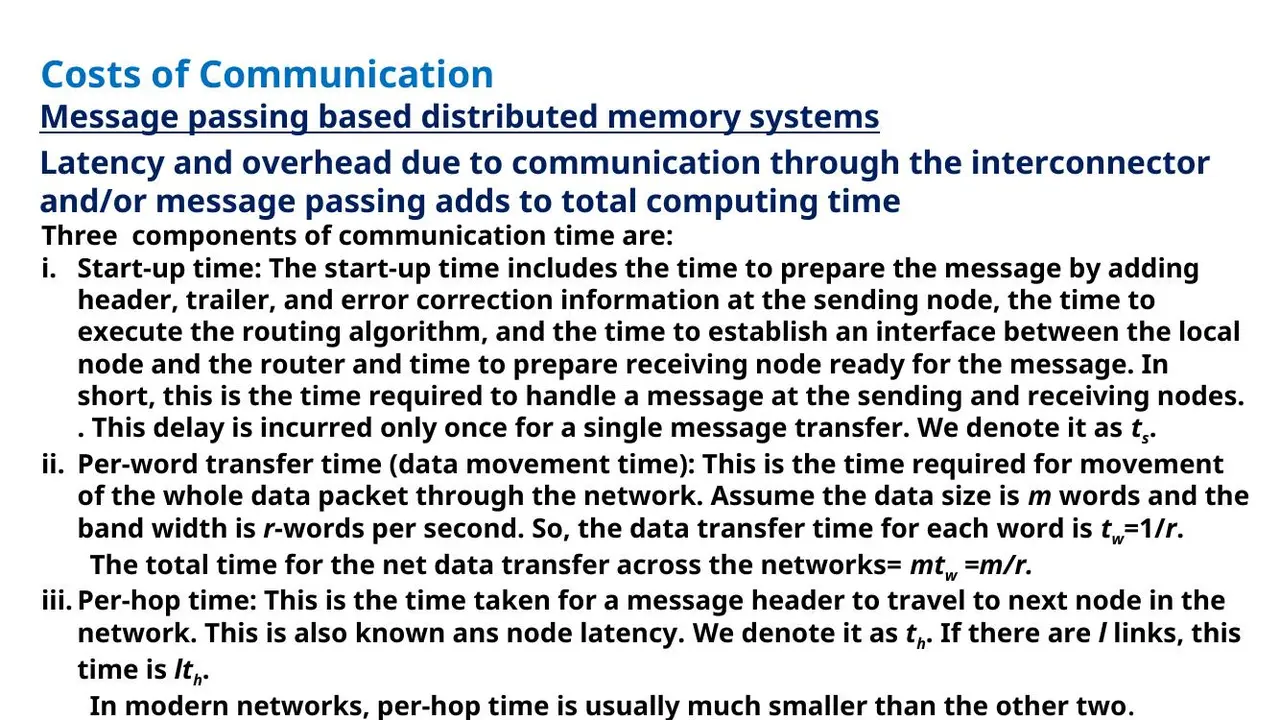 Costs of Communication
Message passing based distributed memory systems
Latency and overhead due to communication through the interconnector
and/or message passing adds to total computing time
Three  components of communication time are:
i. Start-up time: The start-up time includes the time to prepare the message by adding
header, trailer, and error correction information at the sending node, the time to
execute the routing algorithm, and the time to establish an interface between the local
node and the router and time to prepare receiving node ready for the message. In
short, this is the time required to handle a message at the sending and receiving nodes.
. This delay is incurred only once for a single message transfer. We denote it as ts.
ii. Per-word transfer time (data movement time): This is the time required for movement
of the whole data packet through the network. Assume the data size is m words and the
band width is r-words per second. So, the data transfer time for each word is tw=1/r.
The total time for the net data transfer across the networks= mtw =m/r.
iii. Per-hop time: This is the time taken for a message header to travel to next node in the
network. This is also known ans node latency. We denote it as th. If there are l links, this
time is lth.
In modern networks, per-hop time is usually much smaller than the other two.